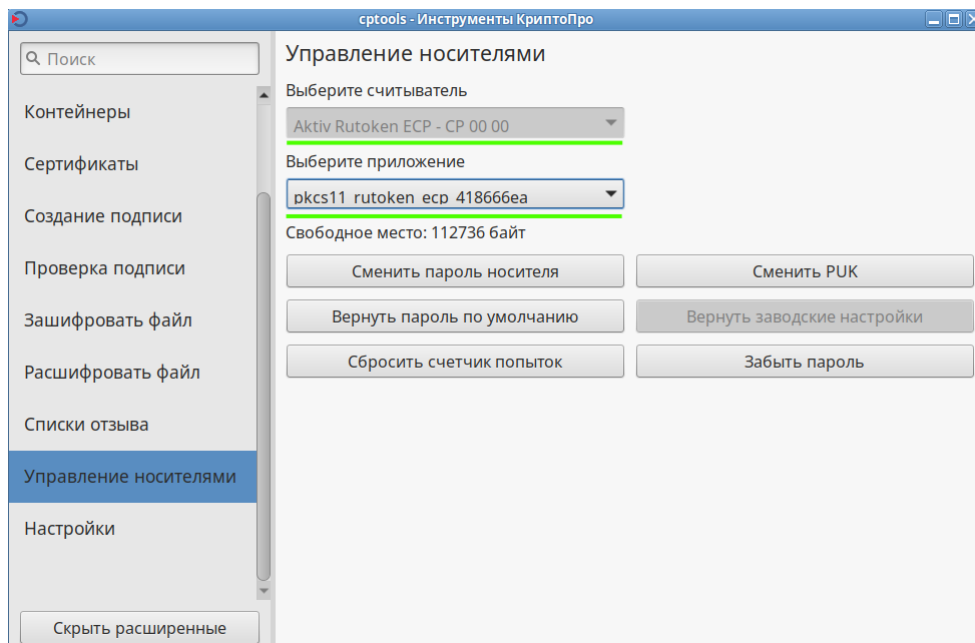 cptools - Инструменты КриптоПро
Поиск
Контейнеры
Сертификаты
Создание подписи
Проверка подписи
Зашифровать файл
Расшифровать файл
Списки отзыва
Управление носителями
Настройки
Скрыть расширенные
Управление носителями
Выберите считыватель
Aktiv Rutoken ECP - CP 00 00
Выберите приложение
pkcs11_rutoken_ecp_418666ea
Свободное место: 112736 байт
Сменить пароль носителя
Сменить PUK
Вернуть пароль по умолчанию
Вернуть заводские настройки
Сбросить счетчик попыток
Забыть пароль